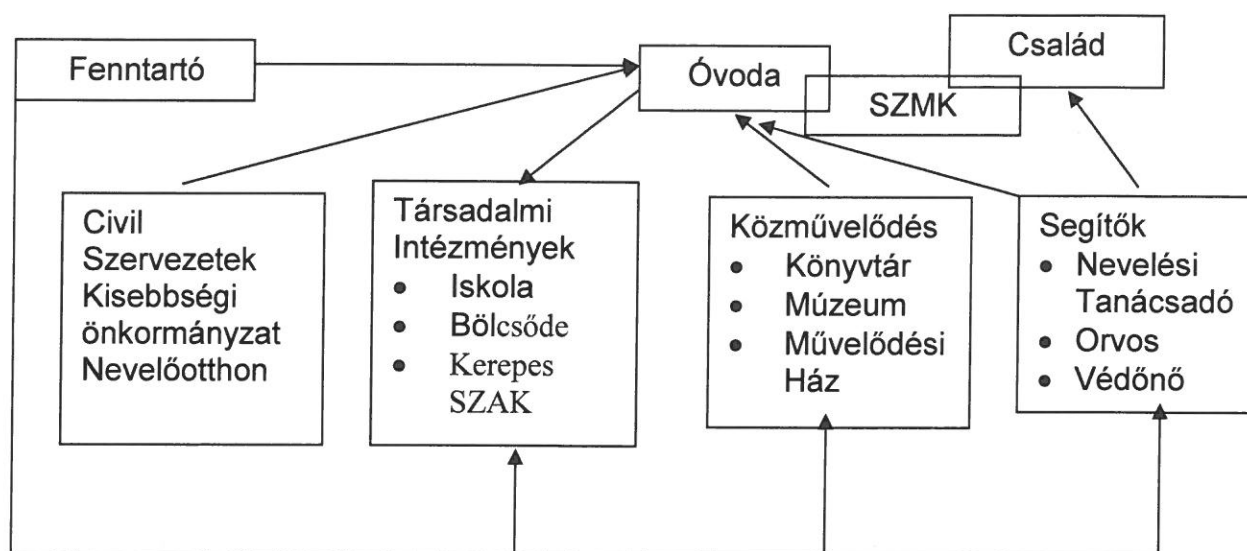 Fenntartó
Óvoda
Család
SZMK
Civil
Szervezetek
Kisebbségi
önkormányzat
Nevelőotthon
Társadalmi
Intézmények
• Iskola
• Bölcsőde
• Kerepes
SZAK
Közművelődés
• Könyvtár
• Múzeum
• Művelődési
Ház
Segítők
• Nevelési
Tanácsadó
• Orvos
• Védőnő